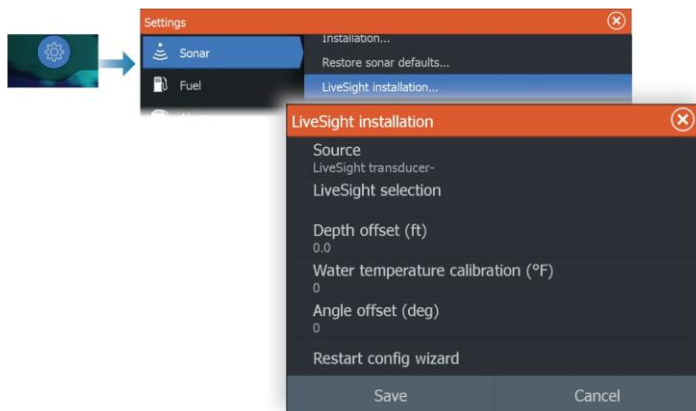 Settings
Sonar
Fuel
Installation...
Restore sonar defaults...
LiveSight installation...
LiveSight installation
Source
LiveSight transducer-
LiveSight selection
Depth offset (ft)
0.0
Water temperature calibration (°F)
0
Angle offset (deg)
0
Restart config wizard
Save
Cancel